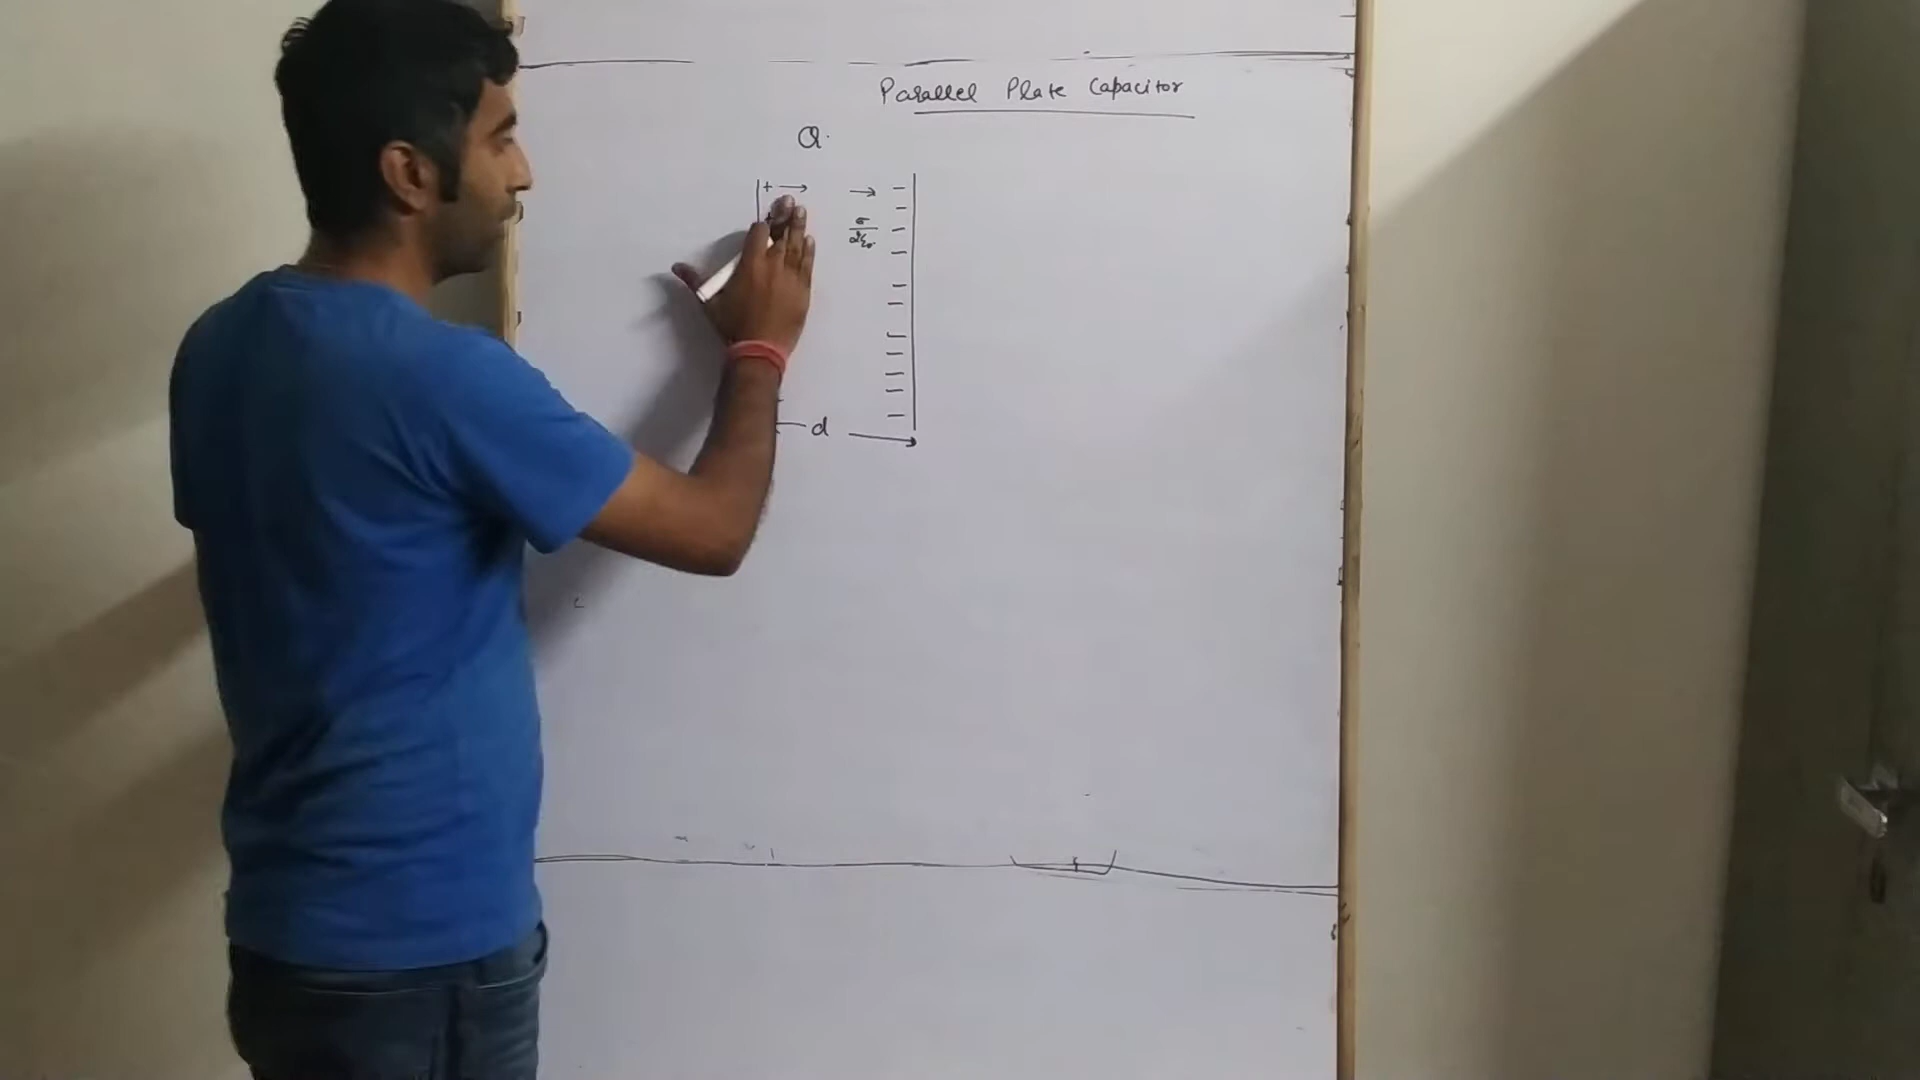 Parallel Plate Capacitor
Q.
+ → → −
σ/2ε₀
d